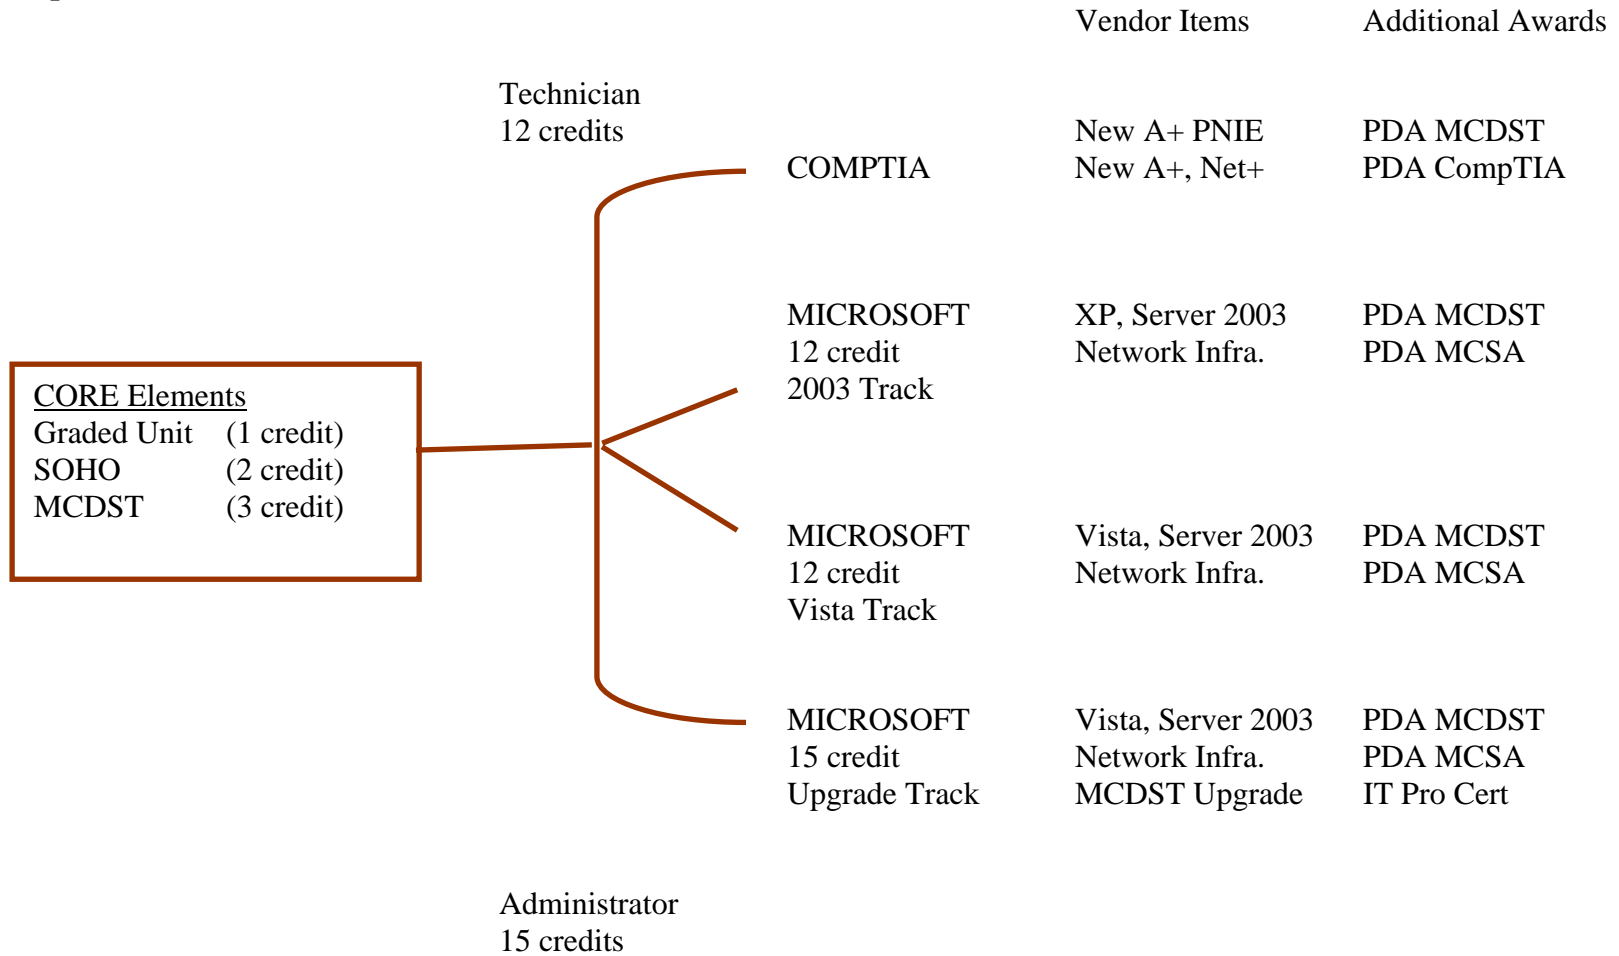 Vendor Items Additional Awards
Technician
12 credits New A+ PNIE PDA MCDST
COMPTIA New A+, Net+ PDA CompTIA
MICROSOFT XP, Server 2003 PDA MCDST
12 credit Network Infra. PDA MCSA
2003 Track
CORE Elements
Graded Unit (1 credit)
SOHO (2 credit)
MCDST (3 credit)
MICROSOFT Vista, Server 2003 PDA MCDST
12 credit Network Infra. PDA MCSA
Vista Track
MICROSOFT Vista, Server 2003 PDA MCDST
15 credit Network Infra. PDA MCSA
Upgrade Track MCDST Upgrade IT Pro Cert
Administrator
15 credits